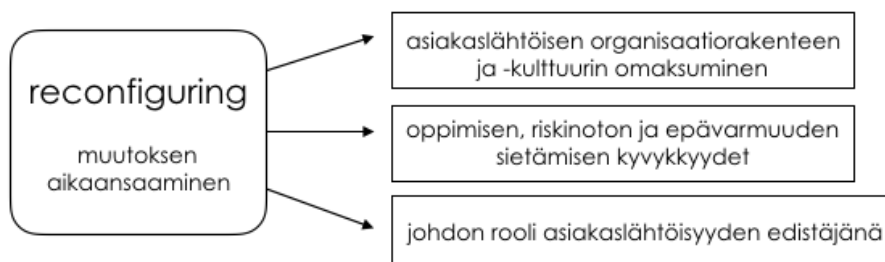 reconfiguring
muutoksen
aikaansaaminen
asiakaslähtöisen organisaatiorakenteen
ja -kulttuurin omaksuminen
oppimisen, riskinoton ja epävarmuuden
sietämisen kyvykkyydet
johdon rooli asiakaslähtöisyyden edistäjänä